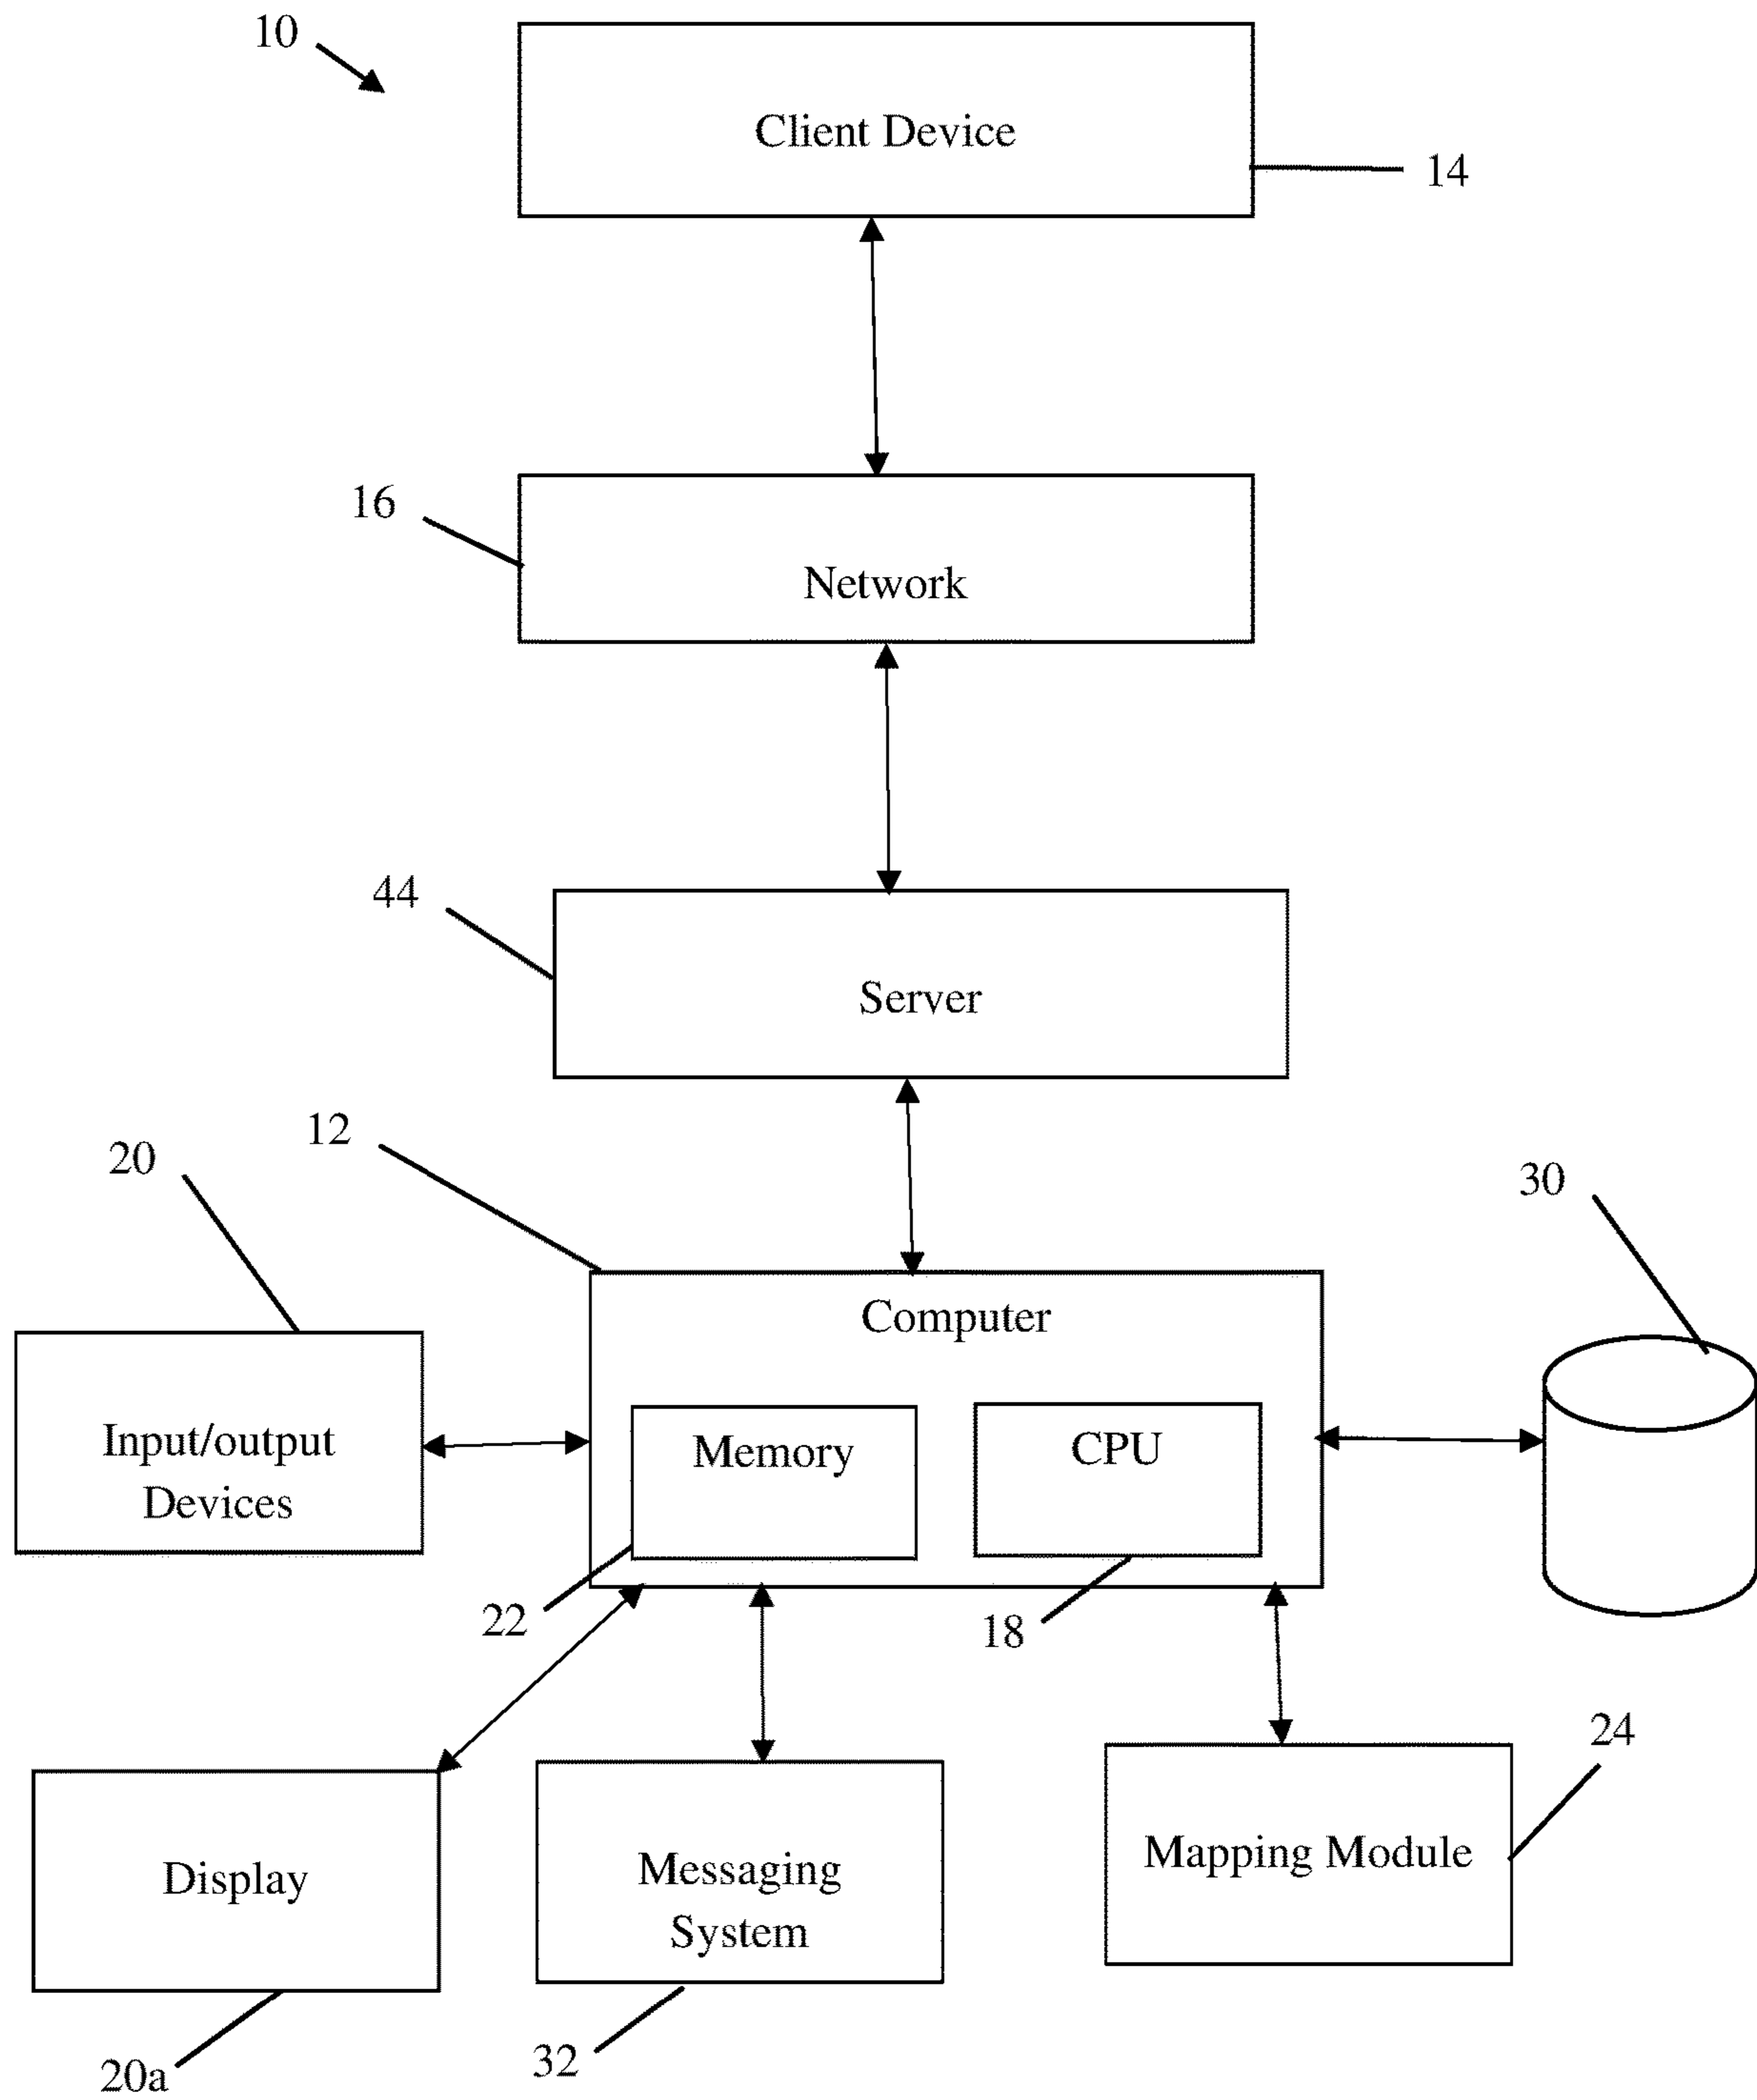 10
Client Device
14
16
Network
44
Server
12
20
30
Computer
Input/output
Devices
Memory
CPU
22
18
24
Display
Messaging
System
Mapping Module
20a
32